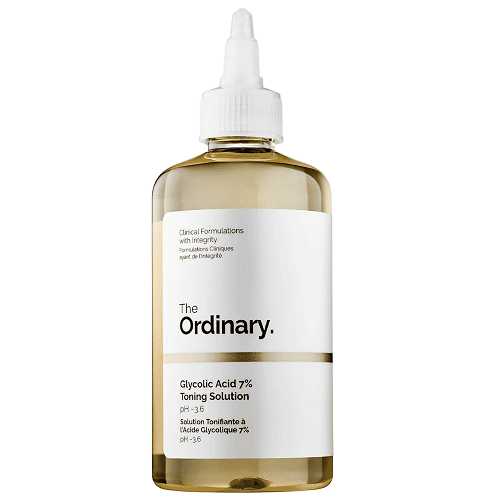 Clinical Formulations
with Integrity.
Formulations Cliniques
ayant de l'intégrité.
The
Ordinary.
Glycolic Acid 7%
Toning Solution
pH ~3.6
Solution Tonifiante à
l'Acide Glycolique 7%
pH ~3.6